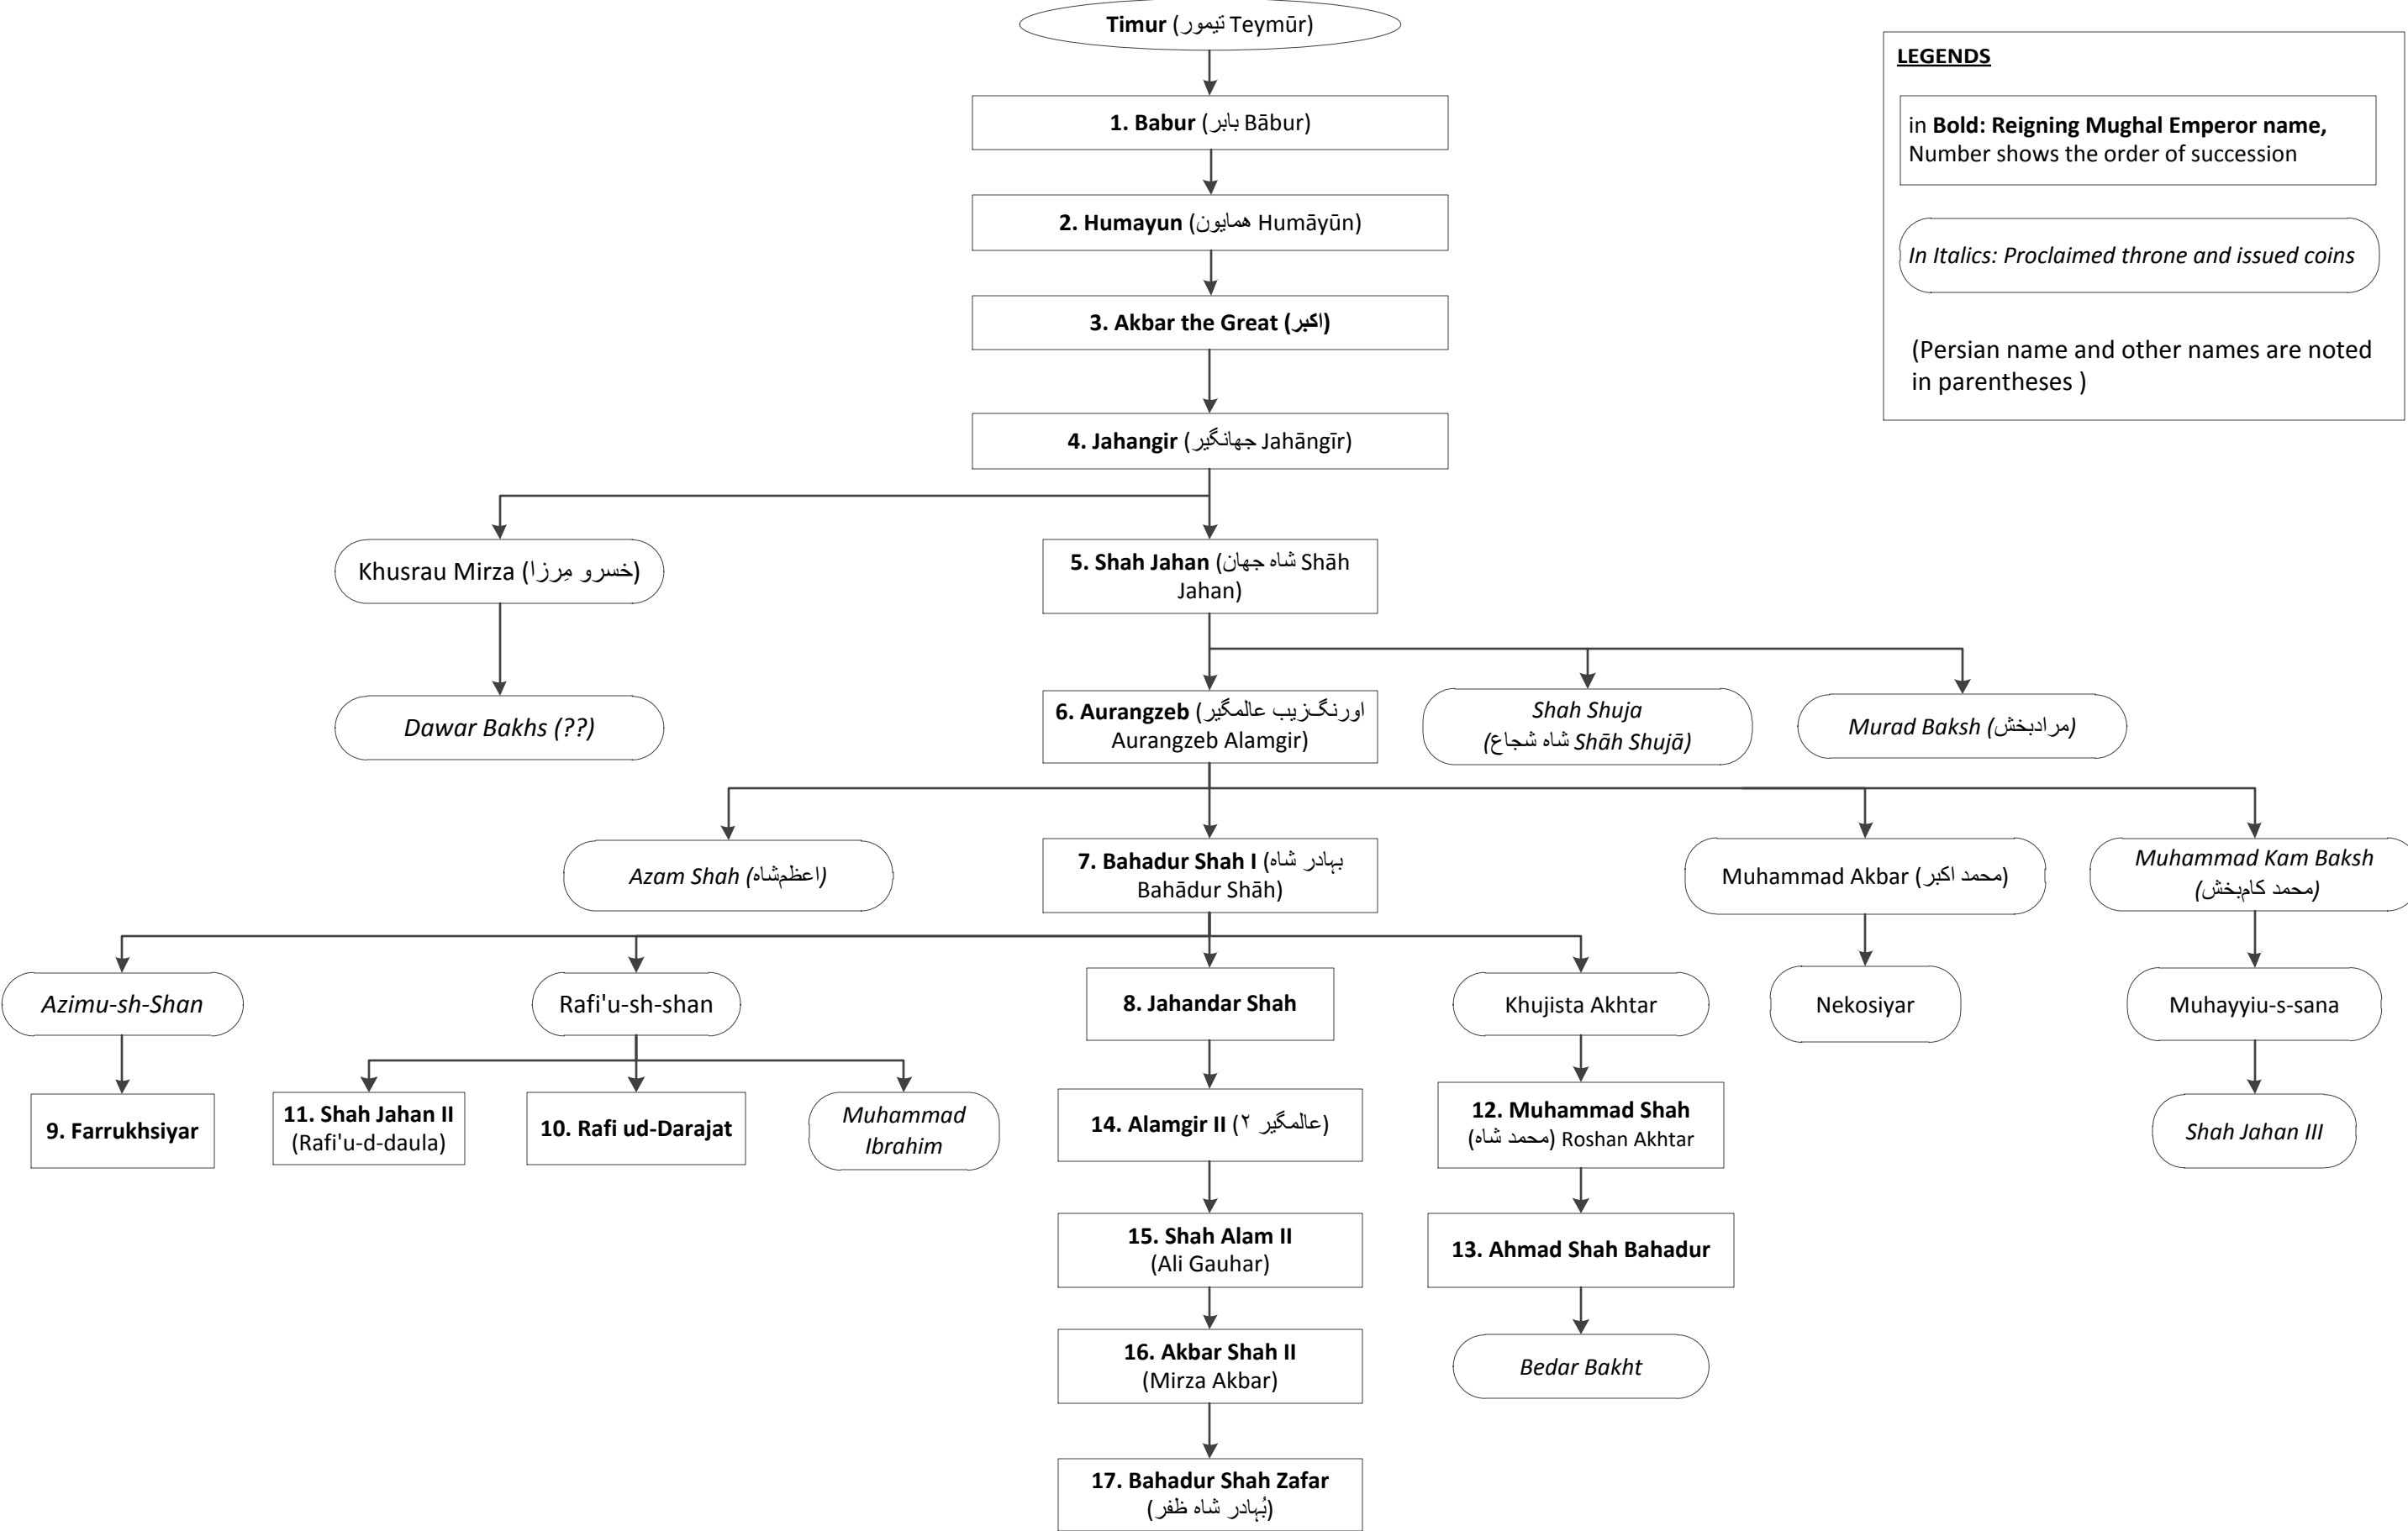 Timur (تیمور Teymūr)
LEGENDS
in Bold: Reigning Mughal Emperor name,
Number shows the order of succession
In Italics: Proclaimed throne and issued coins
(Persian name and other names are noted
in parentheses )
1. Babur (بابر Bābur)
2. Humayun (همایون Humāyūn)
3. Akbar the Great (اکبر)
4. Jahangir (جهانگیر Jahāngīr)
Khusrau Mirza (خسرو مِرزا)
5. Shah Jahan (شاه جهان Shāh
Jahan)
Dawar Bakhs (??)
6. Aurangzeb (اورنگ‌زیب عالمگیر
Aurangzeb Alamgir)
Shah Shuja
(شاه شجاع Shāh Shujā)
Murad Baksh (مرادبخش)
Azam Shah (اعظم‌شاه)
7. Bahadur Shah I (بہادر شاه
Bahādur Shāh)
Muhammad Akbar (محمد اکبر)
Muhammad Kam Baksh
(محمد کام‌بخش)
Azimu-sh-Shan
Rafi'u-sh-shan
8. Jahandar Shah
Khujista Akhtar
Nekosiyar
Muhayyiu-s-sana
9. Farrukhsiyar
11. Shah Jahan II
(Rafi'u-d-daula)
10. Rafi ud-Darajat
Muhammad
Ibrahim
14. Alamgir II (عالمگیر ۲)
12. Muhammad Shah
(محمد شاه) Roshan Akhtar
Shah Jahan III
15. Shah Alam II
(Ali Gauhar)
13. Ahmad Shah Bahadur
16. Akbar Shah II
(Mirza Akbar)
Bedar Bakht
17. Bahadur Shah Zafar
(بُہادر شاه ظفر)